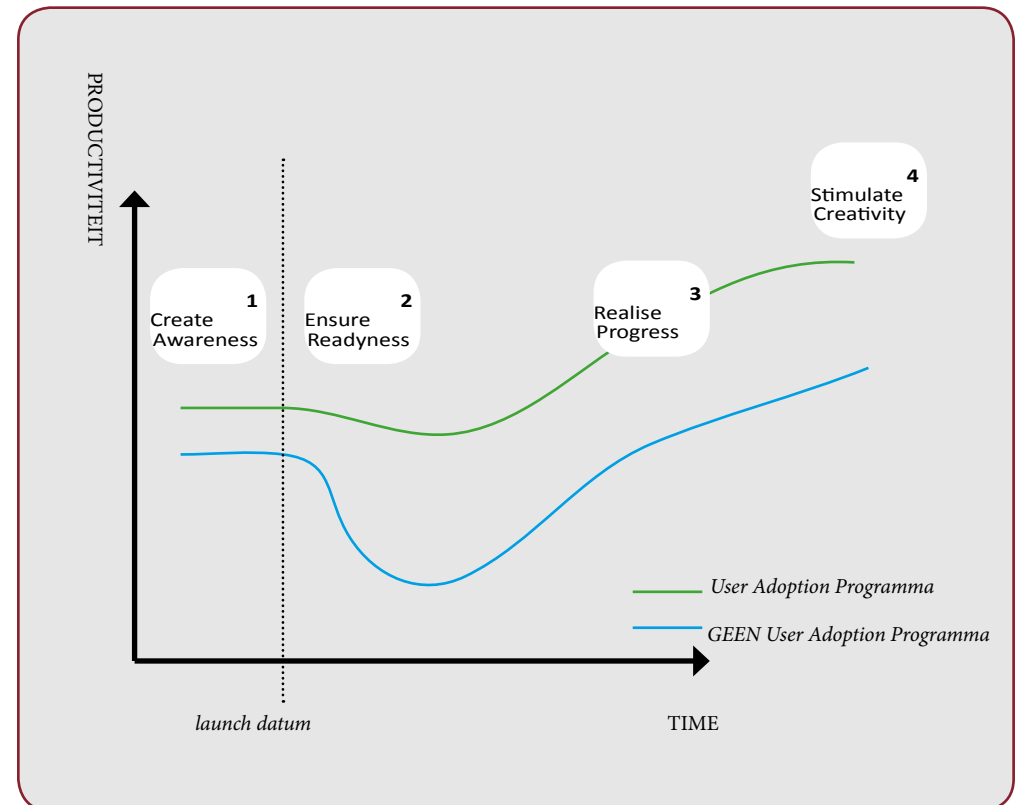 PRODUCTIVITEIT
4
Stimulate
Creativity
1
Create
Awareness
2
Ensure
Readyness
3
Realise
Progress
User Adoption Programma
GEEN User Adoption Programma
launch datum
TIME